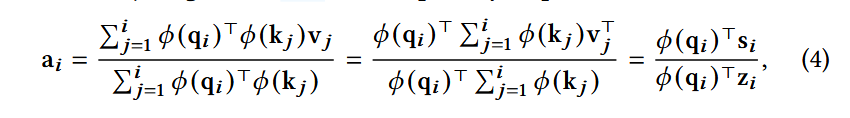 $$\mathbf{a}_i = \frac{\sum_{j=1}^{i} \phi(\mathbf{q}_i)^\top \phi(\mathbf{k}_j) \mathbf{v}_j}{\sum_{j=1}^{i} \phi(\mathbf{q}_i)^\top \phi(\mathbf{k}_j)} = \frac{\phi(\mathbf{q}_i)^\top \sum_{j=1}^{i} \phi(\mathbf{k}_j) \mathbf{v}_j^\top}{\phi(\mathbf{q}_i)^\top \sum_{j=1}^{i} \phi(\mathbf{k}_j)} = \frac{\phi(\mathbf{q}_i)^\top \mathbf{s}_i}{\phi(\mathbf{q}_i)^\top \mathbf{z}_i}, \quad (4)$$